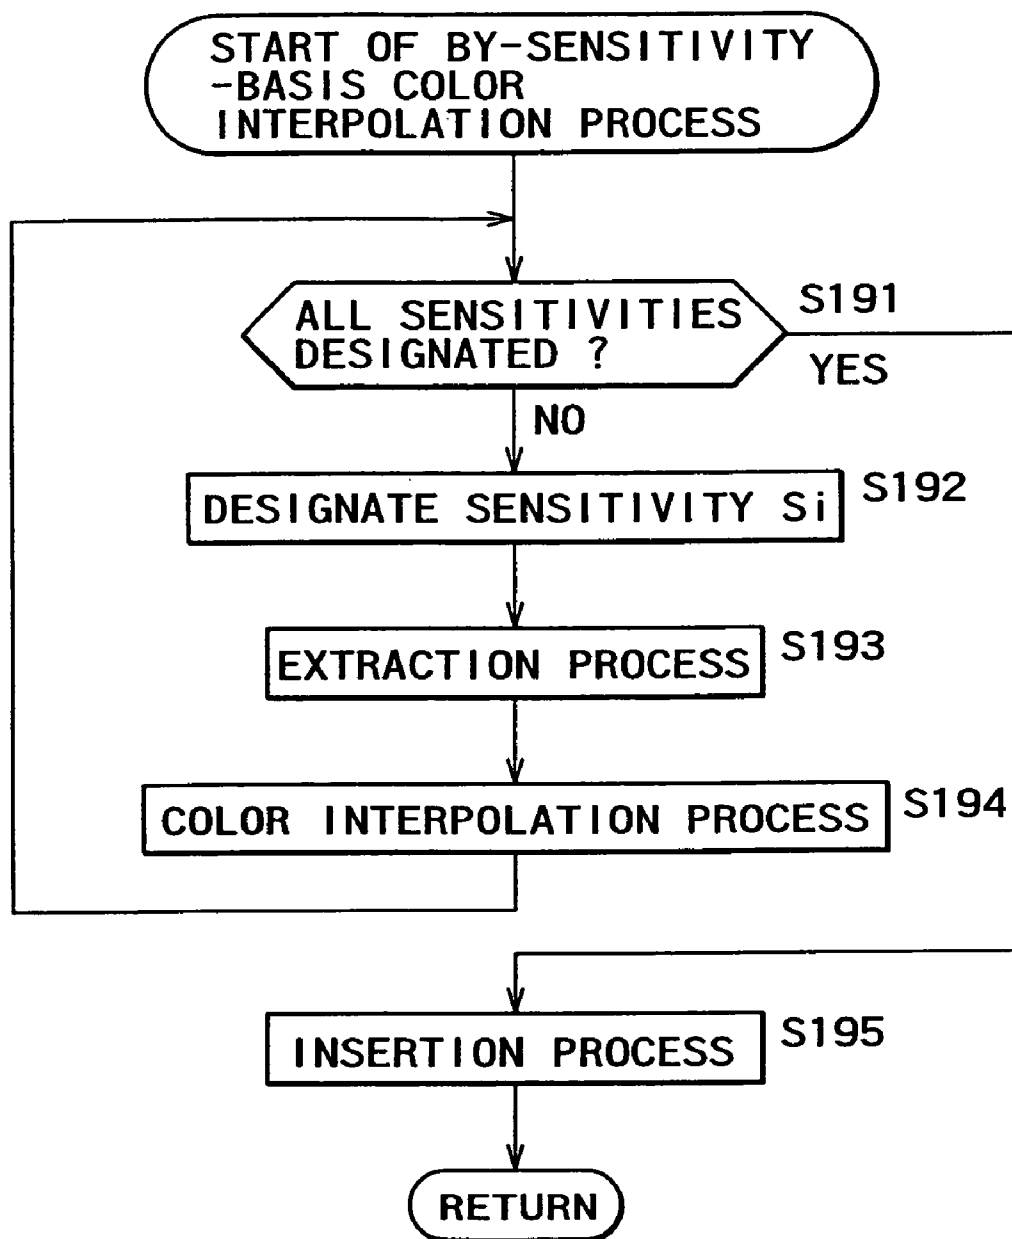 START OF BY-SENSITIVITY
-BASIS COLOR
INTERPOLATION PROCESS
ALL SENSITIVITIES
DESIGNATED ?
S191
YES
NO
DESIGNATE SENSITIVITY Si
S192
EXTRACTION PROCESS
S193
COLOR INTERPOLATION PROCESS
S194
INSERTION PROCESS
S195
RETURN